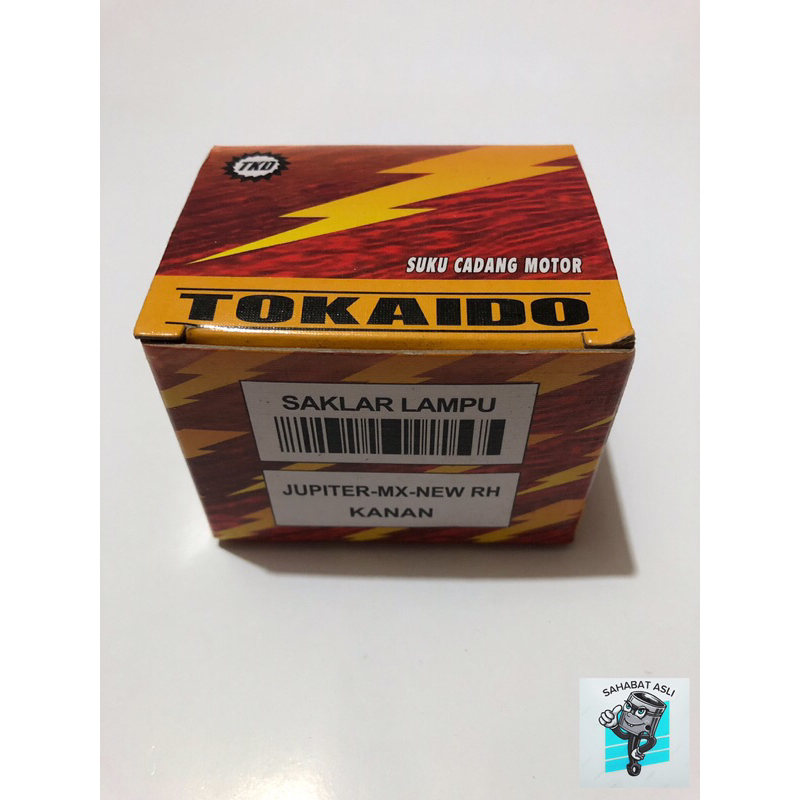 TKD
SUKU CADANG MOTOR
TOKAIDO
SAKLAR LAMPU
JUPITER-MX-NEW RH
KANAN
SAHABAT ASLI